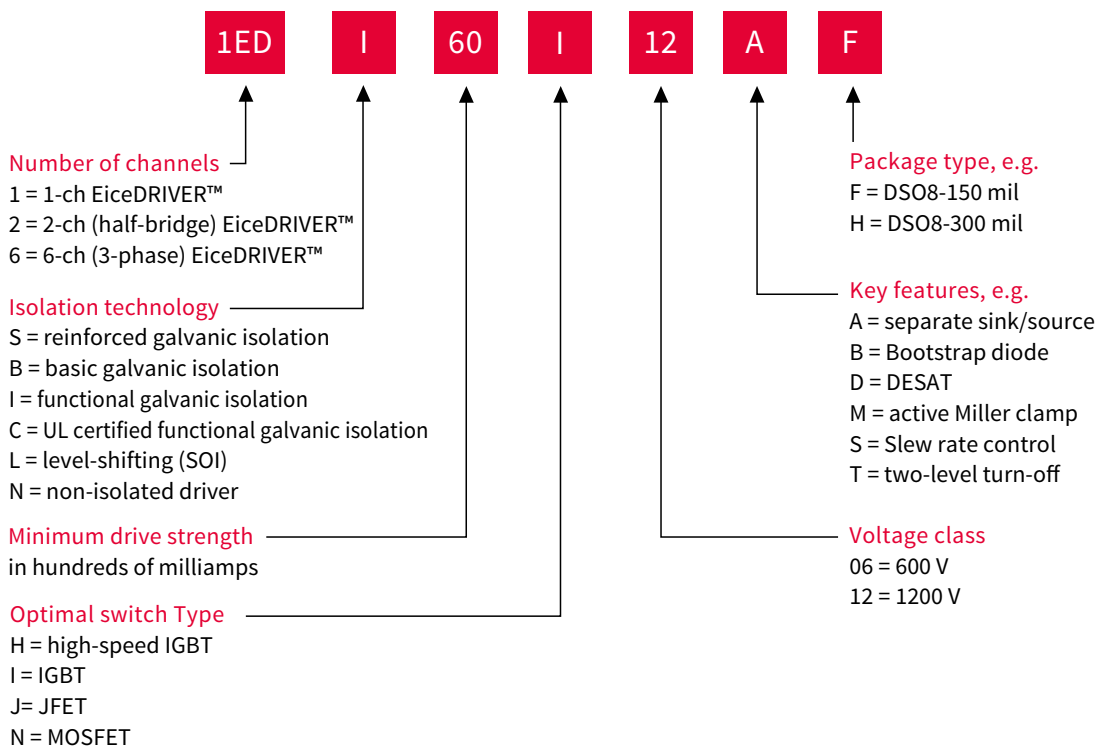 1ED I 60 I 12 A F
Number of channels
1 = 1-ch EiceDRIVER™
2 = 2-ch (half-bridge) EiceDRIVER™
6 = 6-ch (3-phase) EiceDRIVER™
Isolation technology
S = reinforced galvanic isolation
B = basic galvanic isolation
I = functional galvanic isolation
C = UL certified functional galvanic isolation
L = level-shifting (SOI)
N = non-isolated driver
Minimum drive strength
in hundreds of milliamps
Optimal switch Type
H = high-speed IGBT
I = IGBT
J= JFET
N = MOSFET
Package type, e.g.
F = DSO8-150 mil
H = DSO8-300 mil
Key features, e.g.
A = separate sink/source
B = Bootstrap diode
D = DESAT
M = active Miller clamp
S = Slew rate control
T = two-level turn-off
Voltage class
06 = 600 V
12 = 1200 V